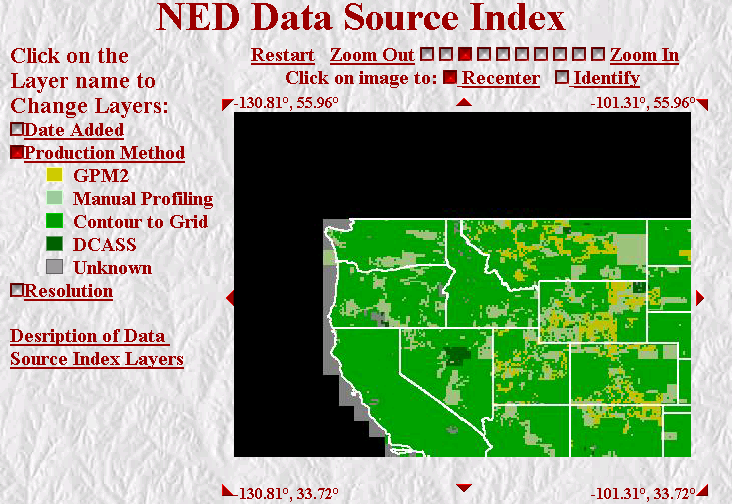 NED Data Source Index
Click on the
Layer name to
Change Layers:
Date Added
Production Method
GPM2
Manual Profiling
Contour to Grid
DCASS
Unknown
Resolution
Desription of Data
Source Index Layers
Restart Zoom Out Zoom In
Click on image to: Recenter Identify
-130.81°, 55.96° -101.31°, 55.96°
-130.81°, 33.72° -101.31°, 33.72°